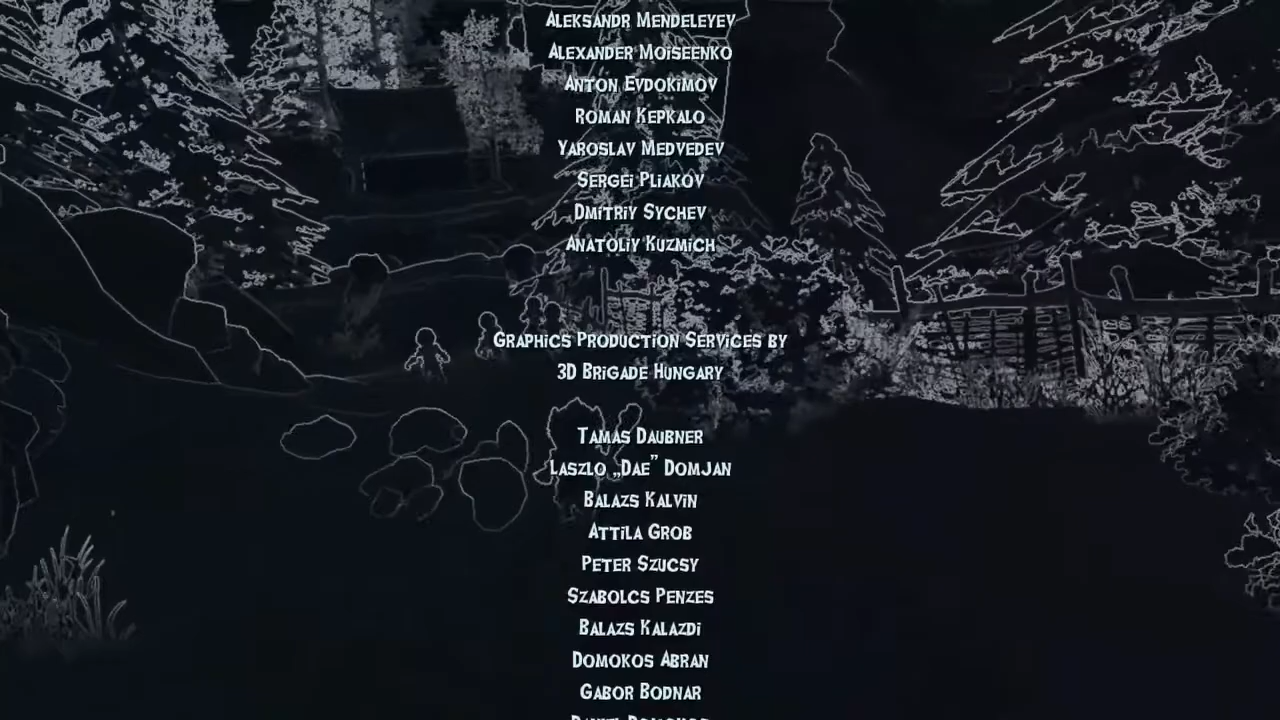 Aleksandr Mendeleyev
Alexander Moiseenko
Anton Evdokimov
Roman Kepkalo
Yaroslav Medvedev
Sergei Pliakov
Dmitriy Sychev
Anatoliy Kuzmich
Graphics Production Services by
3D Brigade Hungary
Tamas Daubner
Laszlo „Dae” Domjan
Balazs Kalvin
Attila Grob
Peter Szucsy
Szabolcs Penzes
Balazs Kalazdi
Domokos Abran
Gabor Bodnar